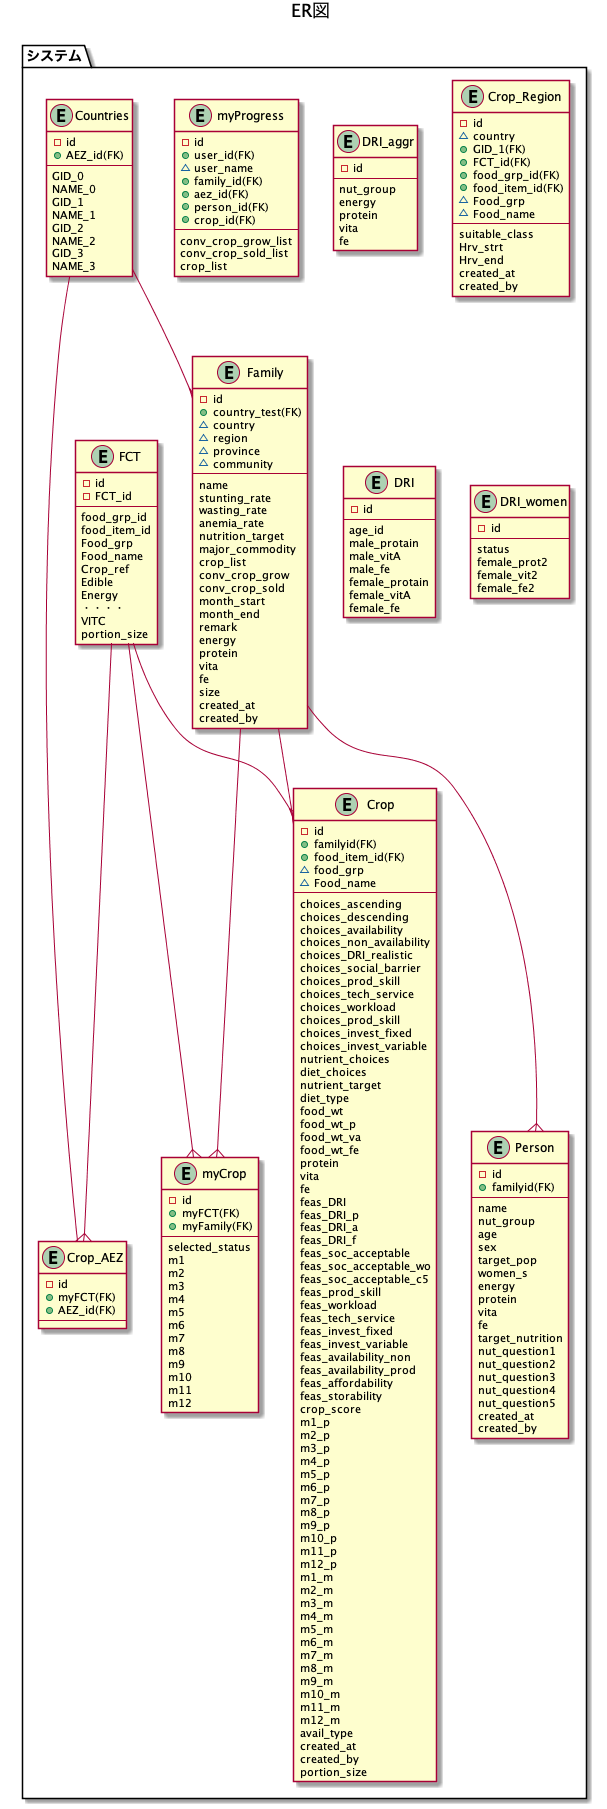 ER図
システム
E Countries
id
AEZ_id(FK)
GID_0
NAME_0
GID_1
NAME_1
GID_2
NAME_2
GID_3
NAME_3
E myProgress
id
user_id(FK)
user_name
family_id(FK)
aez_id(FK)
person_id(FK)
crop_id(FK)
conv_crop_grow_list
conv_crop_sold_list
crop_list
E DRI_aggr
id
nut_group
energy
protein
vita
fe
E Crop_Region
id
country
GID_1(FK)
FCT_id(FK)
food_grp_id(FK)
food_item_id(FK)
Food_grp
Food_name
suitable_class
Hrv_strt
Hrv_end
created_at
created_by
E FCT
id
FCT_id
food_grp_id
food_item_id
Food_grp
Food_name
Crop_ref
Edible
Energy
・・・・
VITC
portion_size
E Family
id
country_test(FK)
country
region
province
community
name
stunting_rate
wasting_rate
anemia_rate
nutrition_target
major_commodity
crop_list
conv_crop_grow
conv_crop_sold
month_start
month_end
remark
energy
protein
vita
fe
size
created_at
created_by
E DRI
id
age_id
male_protain
male_vitA
male_fe
female_protain
female_vitA
female_fe
E DRI_women
id
status
female_prot2
female_vit2
female_fe2
E Crop_AEZ
id
myFCT(FK)
AEZ_id(FK)
E myCrop
id
myFCT(FK)
myFamily(FK)
selected_status
m1
m2
m3
m4
m5
m6
m7
m8
m9
m10
m11
m12
E Crop
id
familyid(FK)
food_item_id(FK)
food_grp
Food_name
choices_ascending
choices_descending
choices_availability
choices_non_availability
choices_DRI_realistic
choices_social_barrier
choices_prod_skill
choices_tech_service
choices_workload
choices_prod_skill
choices_invest_fixed
choices_invest_variable
nutrient_choices
diet_choices
nutrient_target
diet_type
food_wt
food_wt_p
food_wt_va
food_wt_fe
protein
vita
fe
feas_DRI
feas_DRI_p
feas_DRI_a
feas_DRI_f
feas_soc_acceptable
feas_soc_acceptable_wo
feas_soc_acceptable_c5
feas_prod_skill
feas_workload
feas_tech_service
feas_invest_fixed
feas_invest_variable
feas_availability_non
feas_availability_prod
feas_affordability
feas_storability
crop_score
m1_p
m2_p
m3_p
m4_p
m5_p
m6_p
m7_p
m8_p
m9_p
m10_p
m11_p
m12_p
m1_m
m2_m
m3_m
m4_m
m5_m
m6_m
m7_m
m8_m
m9_m
m10_m
m11_m
m12_m
avail_type
created_at
created_by
portion_size
E Person
id
familyid(FK)
name
nut_group
age
sex
target_pop
women_s
energy
protein
vita
fe
target_nutrition
nut_question1
nut_question2
nut_question3
nut_question4
nut_question5
created_at
created_by